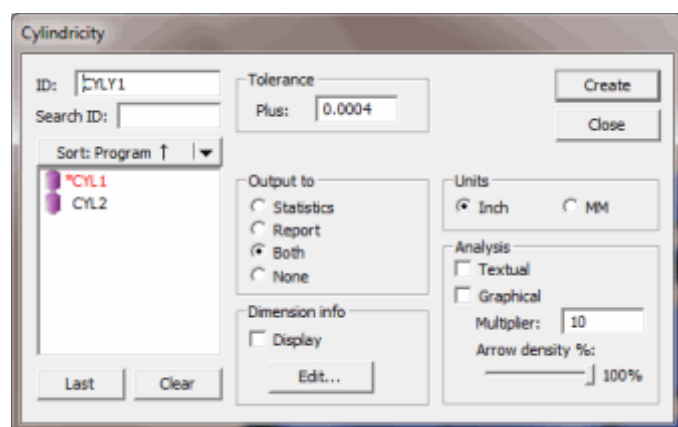 Cylindricity
ID: CYLY1
Search ID:
Sort: Program ↑
*CYL1
CYL2
Last Clear
Tolerance
Plus: 0.0004
Output to
Statistics
Report
Both
None
Dimension info
Display
Edit...
Create
Close
Units
Inch MM
Analysis
Textual
Graphical
Multiplier: 10
Arrow density %:
100%